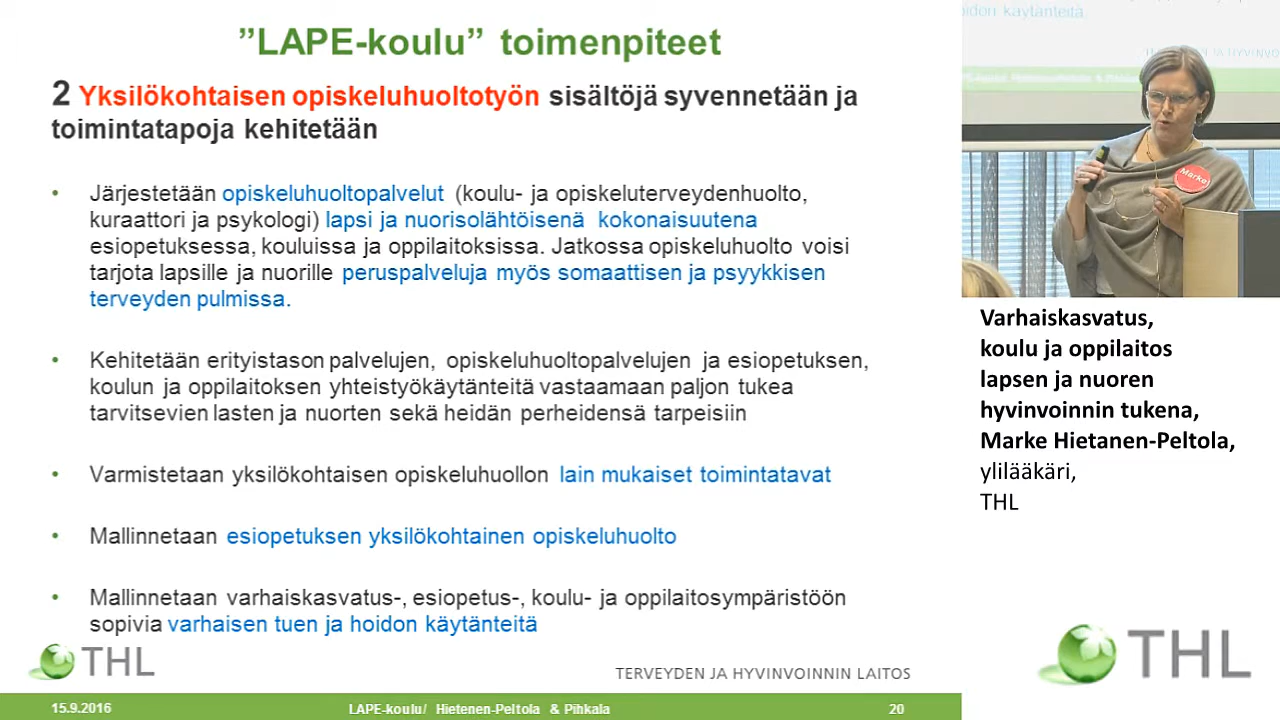 ”LAPE-koulu” toimenpiteet
2 Yksilökohtaisen opiskeluhuoltotyön sisältöjä syvennetään ja
toimintatapoja kehitetään
• Järjestetään opiskeluhuoltopalvelut (koulu- ja opiskeluterveydenhuolto,
kuraattori ja psykologi) lapsi ja nuorisolähtöisenä kokonaisuutena
esiopetuksessa, kouluissa ja oppilaitoksissa. Jatkossa opiskeluhuolto voisi
tarjota lapsille ja nuorille peruspalveluja myös somaattisen ja psyykkisen
terveyden pulmissa.
• Kehitetään erityistason palvelujen, opiskeluhuoltopalvelujen ja esiopetuksen,
koulun ja oppilaitoksen yhteistyökäytänteitä vastaamaan paljon tukea
tarvitsevien lasten ja nuorten sekä heidän perheidensä tarpeisiin
• Varmistetaan yksilökohtaisen opiskeluhuollon lain mukaiset toimintatavat
• Mallinnetaan esiopetuksen yksilökohtainen opiskeluhuolto
• Mallinnetaan varhaiskasvatus-, esiopetus-, koulu- ja oppilaitosympäristöön
sopivia varhaisen tuen ja hoidon käytänteitä
THL
TERVEYDEN JA HYVINVOINNIN LAITOS
15.9.2016
LAPE-koulu/ Hietenen-Peltola & Pihkala
20
hoidon käytänteitä
Marke
Varhaiskasvatus,
koulu ja oppilaitos
lapsen ja nuoren
hyvinvoinnin tukena,
Marke Hietanen-Peltola,
ylilääkäri,
THL
THL